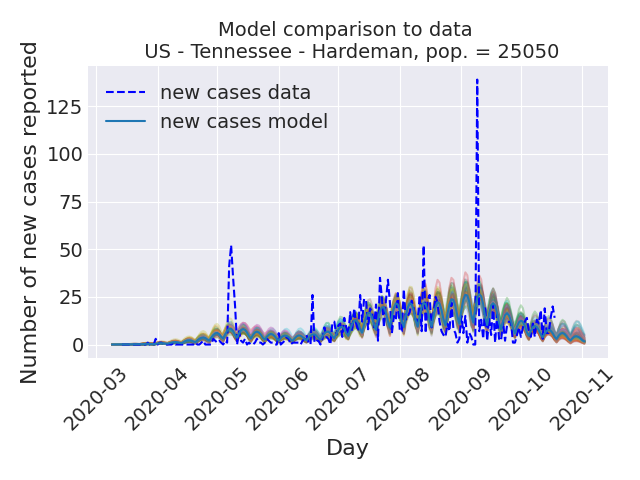 Model comparison to data
US - Tennessee - Hardeman, pop. = 25050
Number of new cases reported
new cases data
new cases model
125
100
75
50
25
0
2020-03
2020-04
2020-05
2020-06
2020-07
2020-08
2020-09
2020-10
2020-11
Day